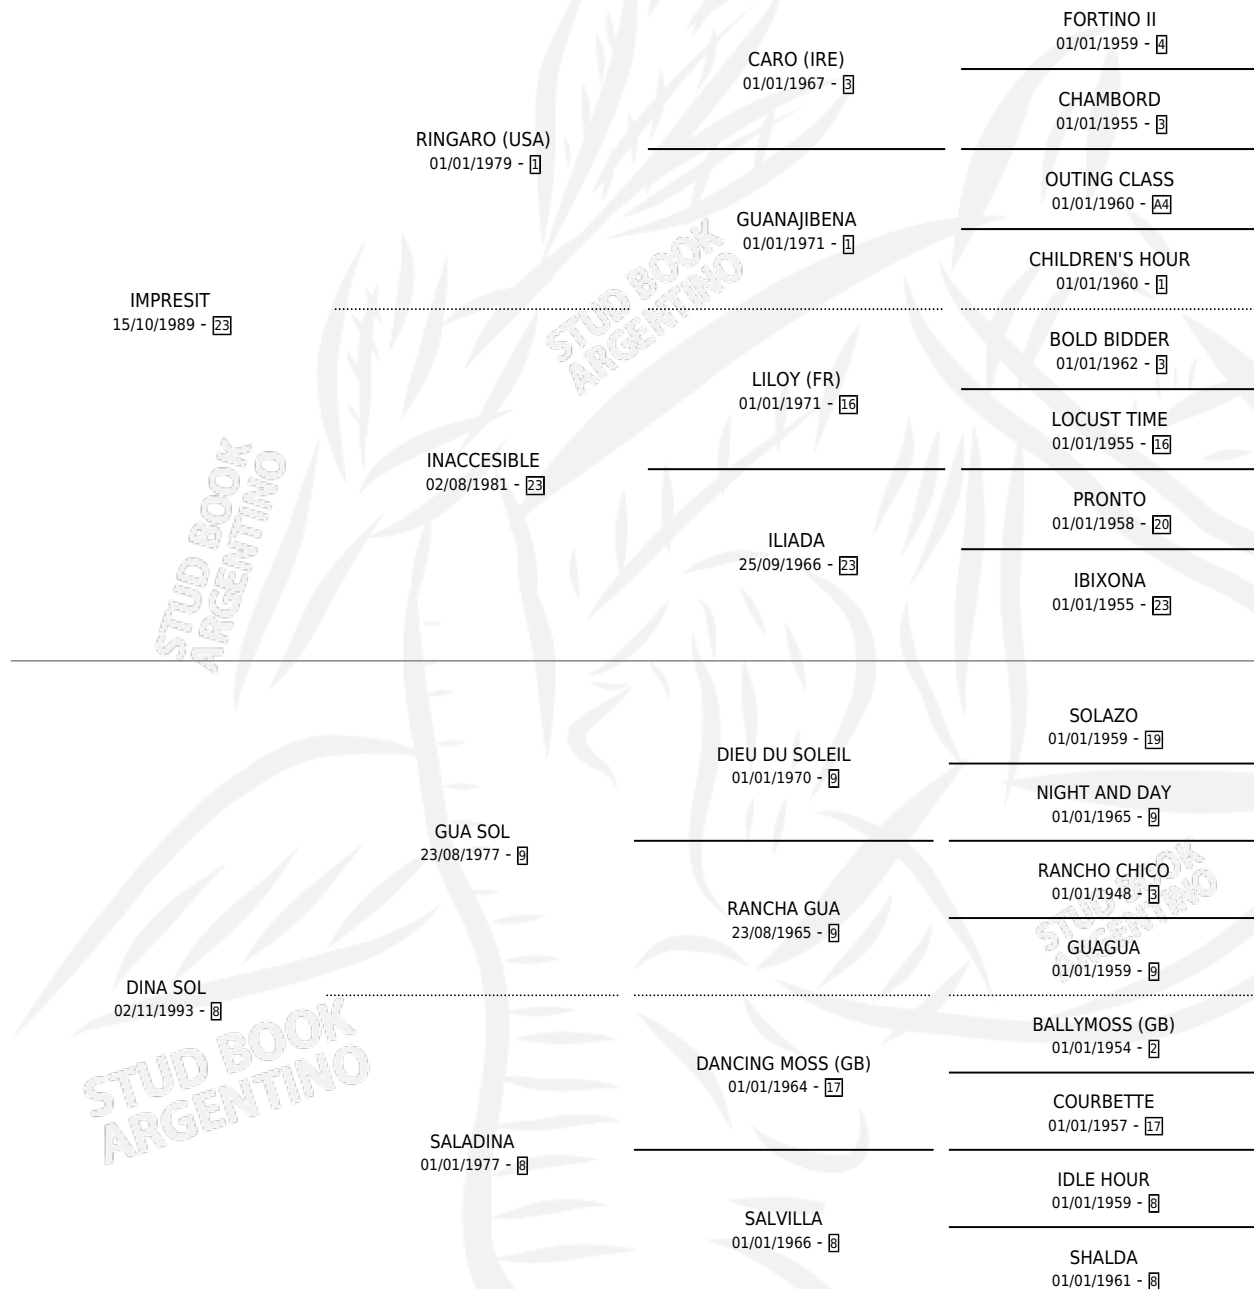 FORTINO II
01/01/1959 - 4
CARO (IRE)
01/01/1967 - 3
CHAMBORD
01/01/1955 - 3
RINGARO (USA)
01/01/1979 - 1
OUTING CLASS
01/01/1960 - A4
GUANAJIBENA
01/01/1971 - 1
CHILDREN'S HOUR
01/01/1960 - 1
IMPRESIT
15/10/1989 - 23
BOLD BIDDER
01/01/1962 - 3
LILOY (FR)
01/01/1971 - 16
LOCUST TIME
01/01/1955 - 16
INACCESIBLE
02/08/1981 - 23
PRONTO
01/01/1958 - 20
ILIADA
25/09/1966 - 23
IBIXONA
01/01/1955 - 23
SOLAZO
01/01/1959 - 19
DIEU DU SOLEIL
01/01/1970 - 9
NIGHT AND DAY
01/01/1965 - 9
GUA SOL
23/08/1977 - 9
RANCHO CHICO
01/01/1948 - 3
RANCHA GUA
23/08/1965 - 9
GUAGUA
01/01/1959 - 9
DINA SOL
02/11/1993 - 8
BALLYMOSS (GB)
01/01/1954 - 2
DANCING MOSS (GB)
01/01/1964 - 17
COURBETTE
01/01/1957 - 17
SALADINA
01/01/1977 - 8
IDLE HOUR
01/01/1959 - 8
SALVILLA
01/01/1966 - 8
SHALDA
01/01/1961 - 8
STUD BOOK
ARGENTINO
STUD BOOK
ARGENTINO
STUD BOOK
ARGENTINO
STUD BOOK
ARGENTINO